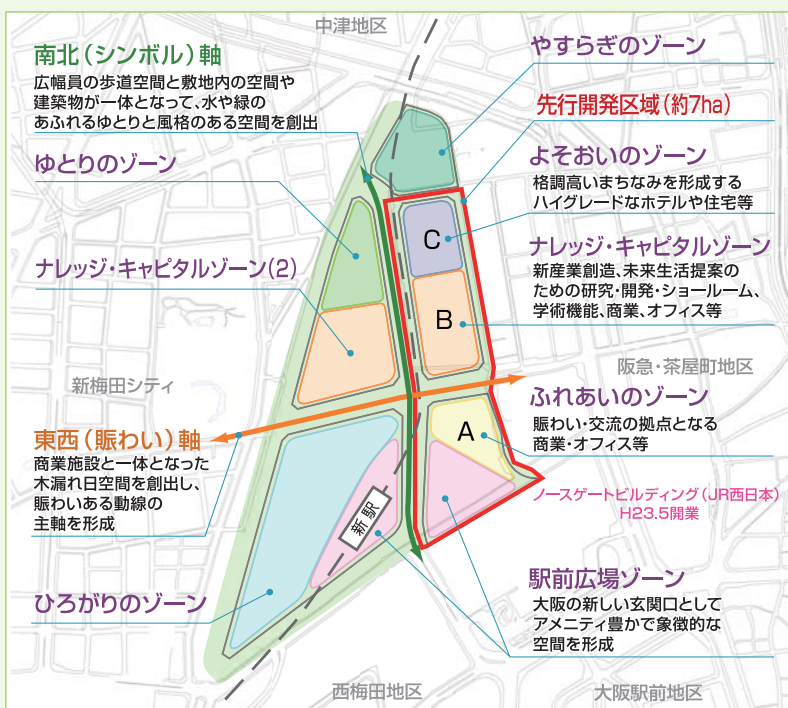 中津地区
南北(シンボル)軸
広幅員の歩道空間と敷地内の空間や
建築物が一体となって、水や緑の
あふれるゆとりと風格のある空間を創出
ゆとりのゾーン
ナレッジ・キャピタルゾーン(2)
新梅田シティ
東西(賑わい)軸
商業施設と一体となった
木漏れ日空間を創出し、
賑わいある動線の
主軸を形成
ひろがりのゾーン
やすらぎのゾーン
先行開発区域(約7ha)
よそおいのゾーン
格調高いまちなみを形成する
ハイグレードなホテルや住宅等
ナレッジ・キャピタルゾーン
新産業創造、未来生活提案の
ための研究・開発・ショールーム、
学術機能、商業、オフィス等
阪急・茶屋町地区
ふれあいのゾーン
賑わい・交流の拠点となる
商業・オフィス等
ノースゲートビルディング(JR西日本)
H23.5開業
駅前広場ゾーン
大阪の新しい玄関口として
アメニティ豊かで象徴的な
空間を形成
C
B
A
新駅
西梅田地区
大阪駅前地区